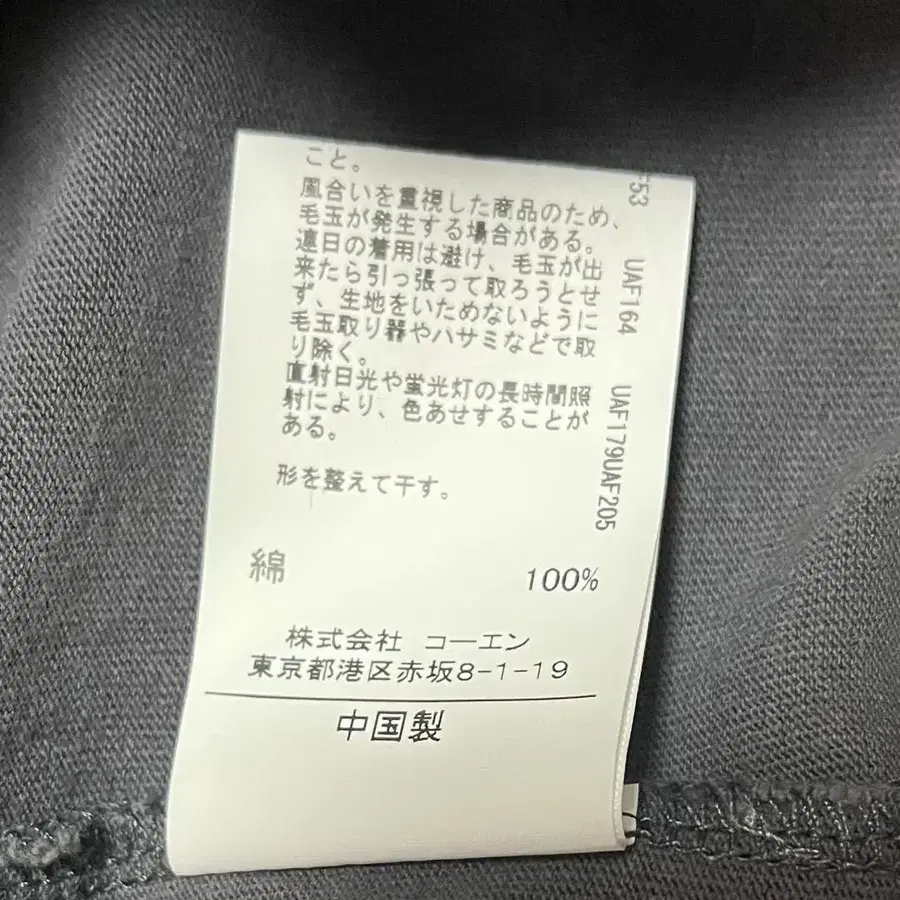 こと。
風合いを重視した商品のため、
毛玉が発生する場合がある。
連日の着用は避け、毛玉が出
来たら引っ張って取ろうとせ
ず、生地をいためないように
毛玉取り器やハサミなどで取
り除く。
直射日光や蛍光灯の長時間照
射により、色あせすることが
ある。
形を整えて干す。
綿 100%
株式会社 コーエン
東京都港区赤坂8-1-19
中国製
F53 UAF164 UAF179UAF205